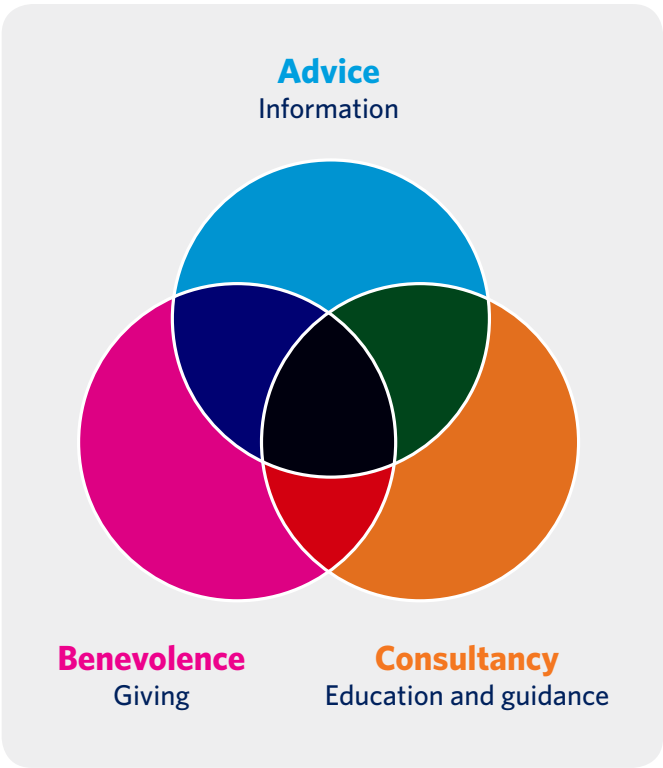 Advice
Information
Benevolence
Giving
Consultancy
Education and guidance